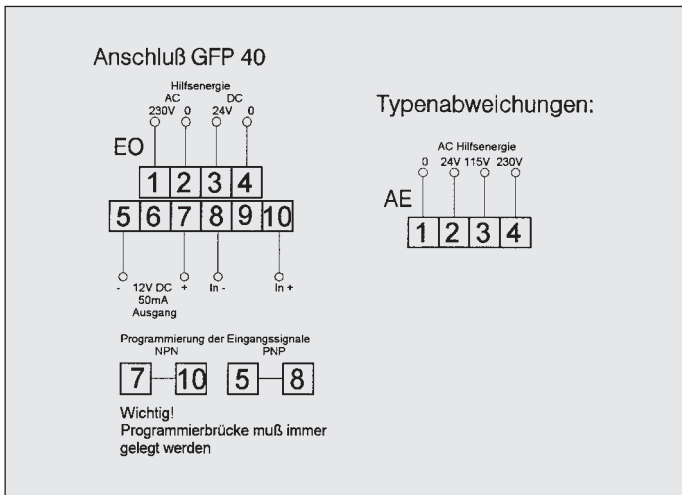 Anschluß GFP 40
Hilfsenergie
AC DC
230V 0 24V 0
EO
1 2 3 4
5 6 7 8 9 10
- 12V DC + In - In +
50mA
Ausgang
Programmierung der Eingangssignale
NPN PNP
7 10 5 8
Wichtig!
Programmierbrücke muß immer
gelegt werden
Typenabweichungen:
AC Hilfsenergie
0 24V 115V 230V
AE
1 2 3 4